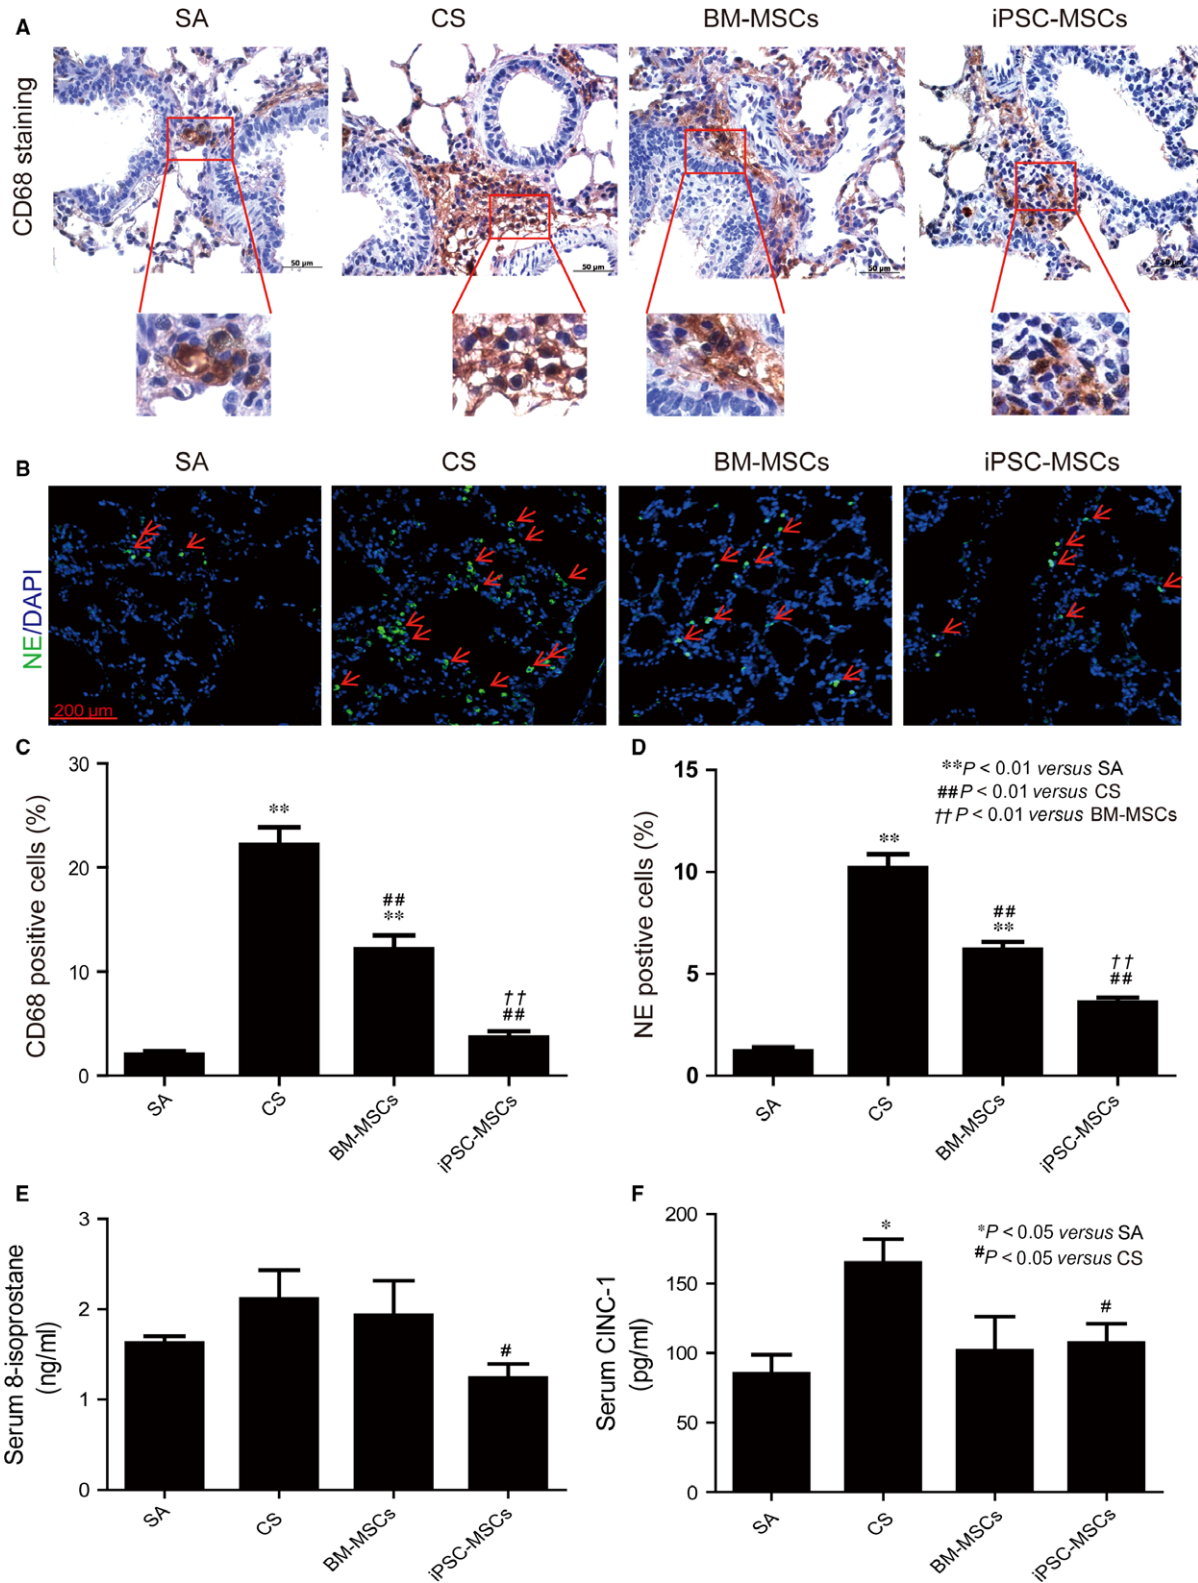 A
SA
CS
BM-MSCs
iPSC-MSCs
CD68 staining
50 µm
50 µm
50 µm
50 µm
B
SA
CS
BM-MSCs
iPSC-MSCs
NE/DAPI
200 µm
C
CD68 positive cells (%)
30
20
10
0
**
##
**
††
##
SA
CS
BM-MSCs
iPSC-MSCs
D
NE postive cells (%)
15
10
5
0
**P < 0.01 versus SA
##P < 0.01 versus CS
††P < 0.01 versus BM-MSCs
**
##
**
††
##
SA
CS
BM-MSCs
iPSC-MSCs
E
Serum 8-isoprostane
(ng/ml)
3
2
1
0
#
SA
CS
BM-MSCs
iPSC-MSCs
F
Serum CINC-1
(pg/ml)
200
150
100
50
0
*P < 0.05 versus SA
#P < 0.05 versus CS
*
#
SA
CS
BM-MSCs
iPSC-MSCs